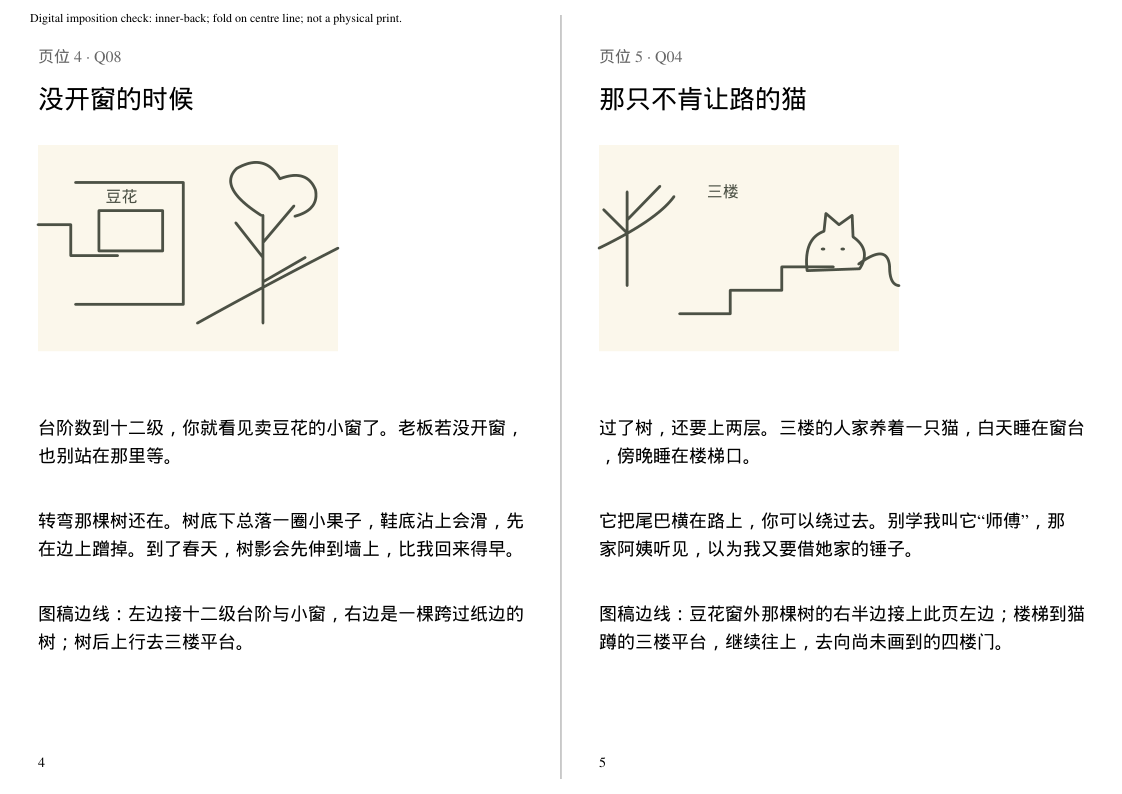 Digital imposition check: inner-back; fold on centre line; not a physical print.
页位 4 · Q08
没开窗的时候
豆花
台阶数到十二级，你就看见卖豆花的小窗了。老板若没开窗，
也别站在那里等。
转弯那棵树还在。树底下总落一圈小果子，鞋底沾上会滑，先
在边上蹭掉。到了春天，树影会先伸到墙上，比我回来得早。
图稿边线：左边接十二级台阶与小窗，右边是一棵跨过纸边的
树；树后上行去三楼平台。
4
页位 5 · Q04
那只不肯让路的猫
三楼
过了树，还要上两层。三楼的人家养着一只猫，白天睡在窗台
，傍晚睡在楼梯口。
它把尾巴横在路上，你可以绕过去。别学我叫它“师傅”，那
家阿姨听见，以为我又要借她家的锤子。
图稿边线：豆花窗外那棵树的右半边接上此页左边；楼梯到猫
蹲的三楼平台，继续往上，去向尚未画到的四楼门。
5